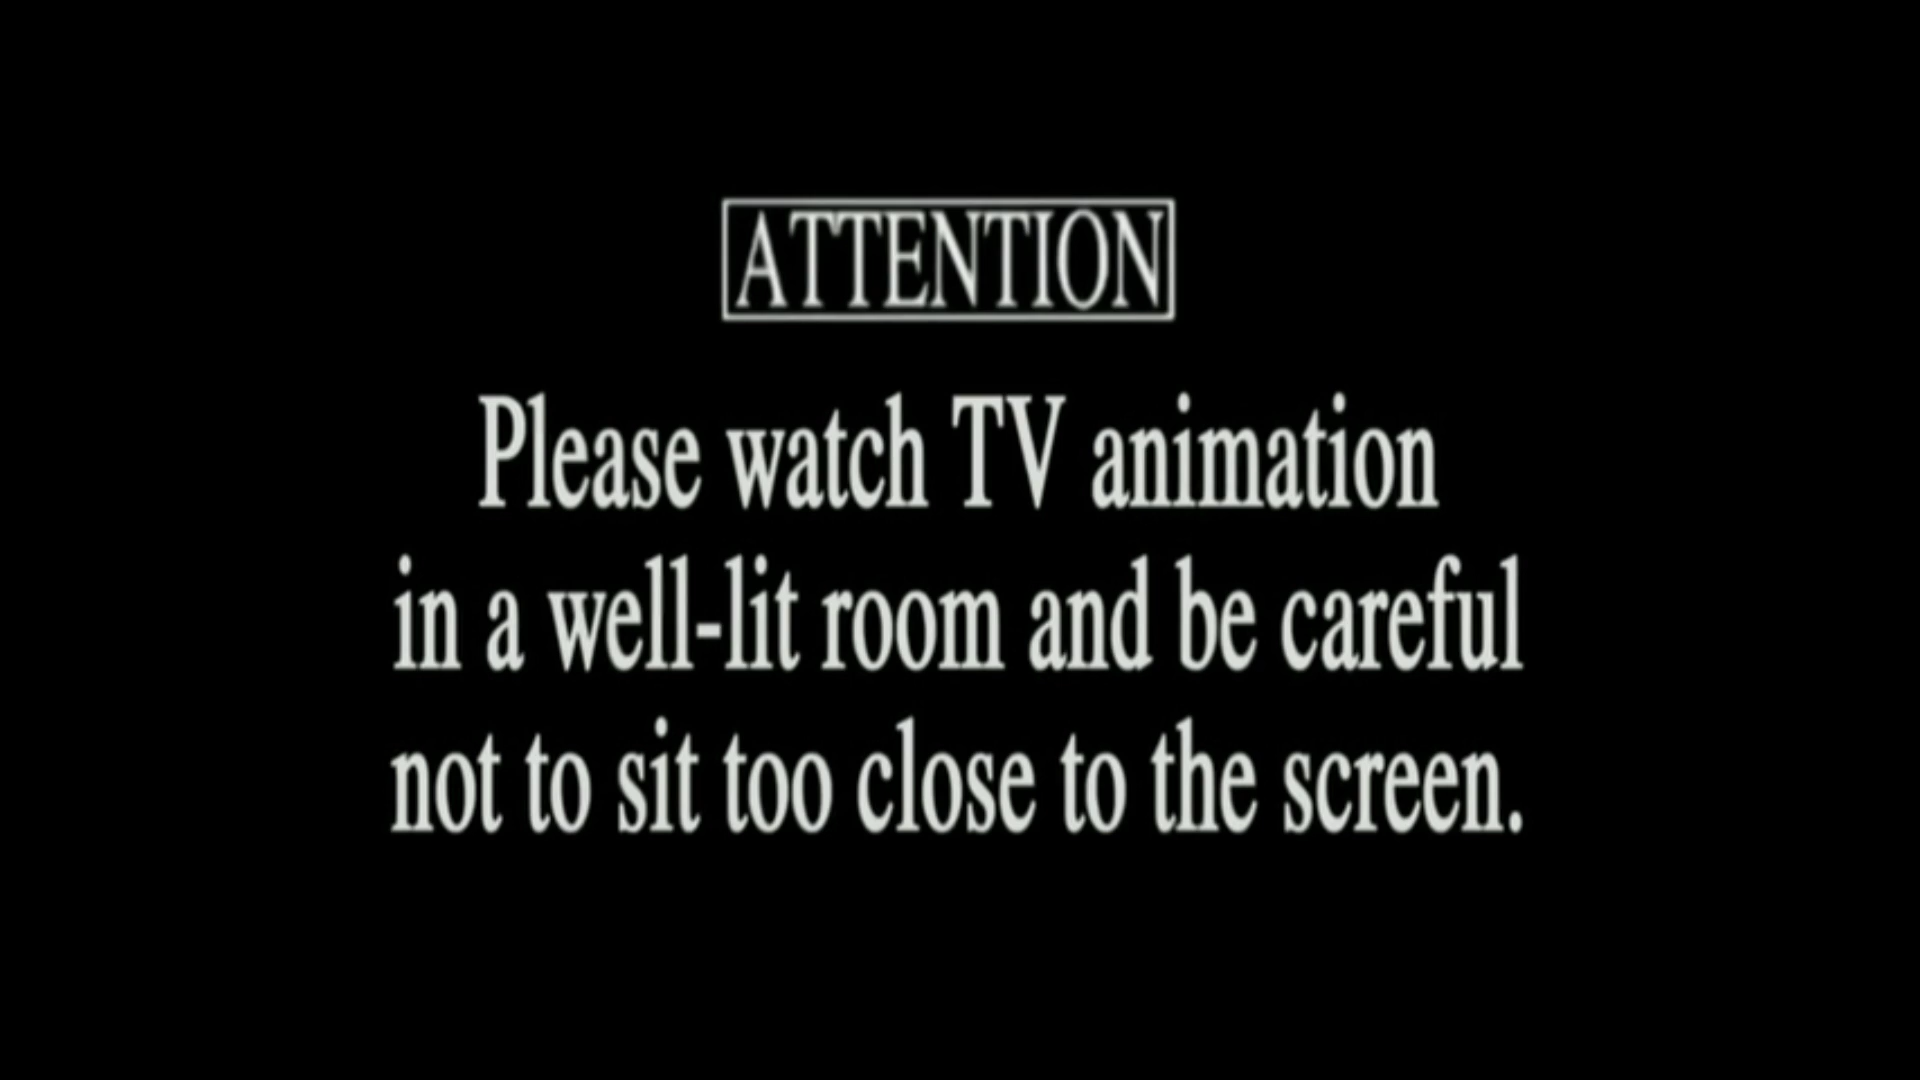 ATTENTION
Please watch TV animation
in a well-lit room and be careful
not to sit too close to the screen.